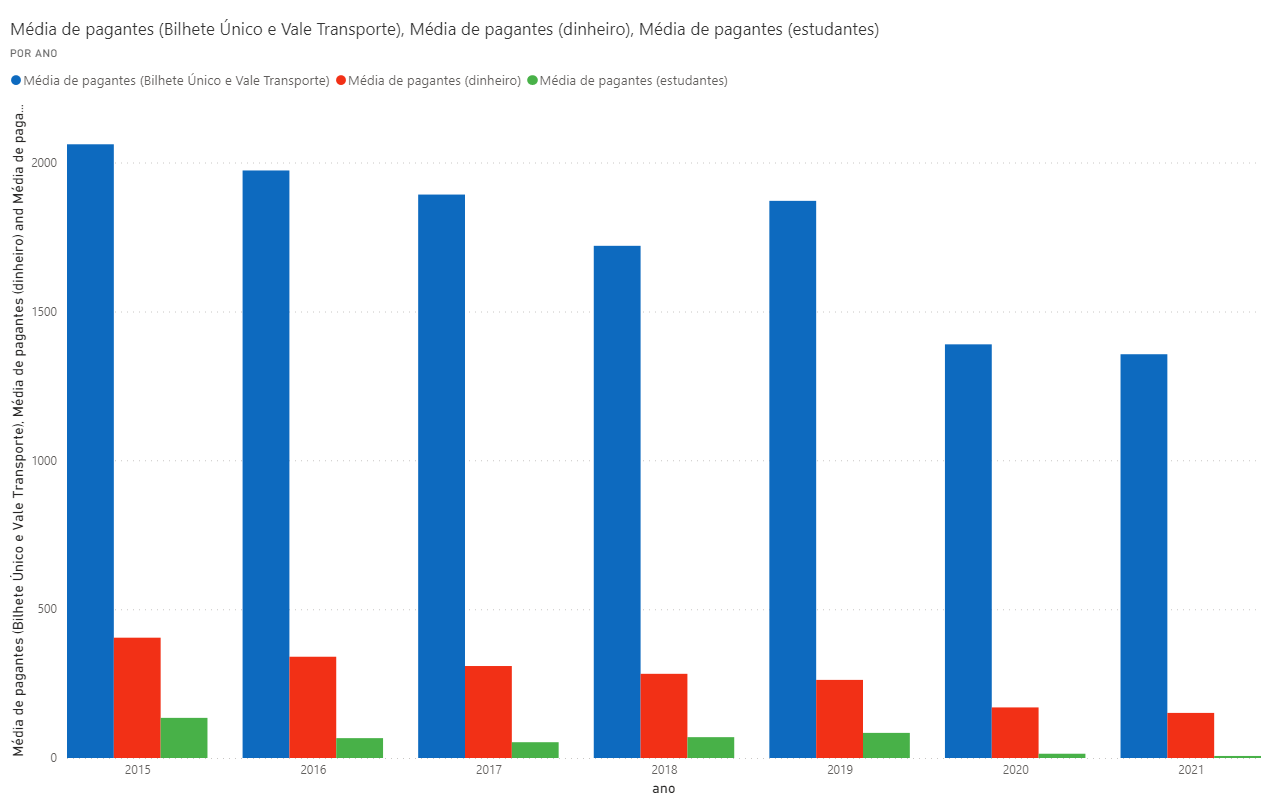 Média de pagantes (Bilhete Único e Vale Transporte), Média de pagantes (dinheiro), Média de pagantes (estudantes)
POR ANO
Média de pagantes (Bilhete Único e Vale Transporte) Média de pagantes (dinheiro) Média de pagantes (estudantes)
Média de pagantes (Bilhete Único e Vale Transporte), Média de pagantes (dinheiro) and Média de paga...
2000
1500
1000
500
0
2015 2016 2017 2018 2019 2020 2021
ano